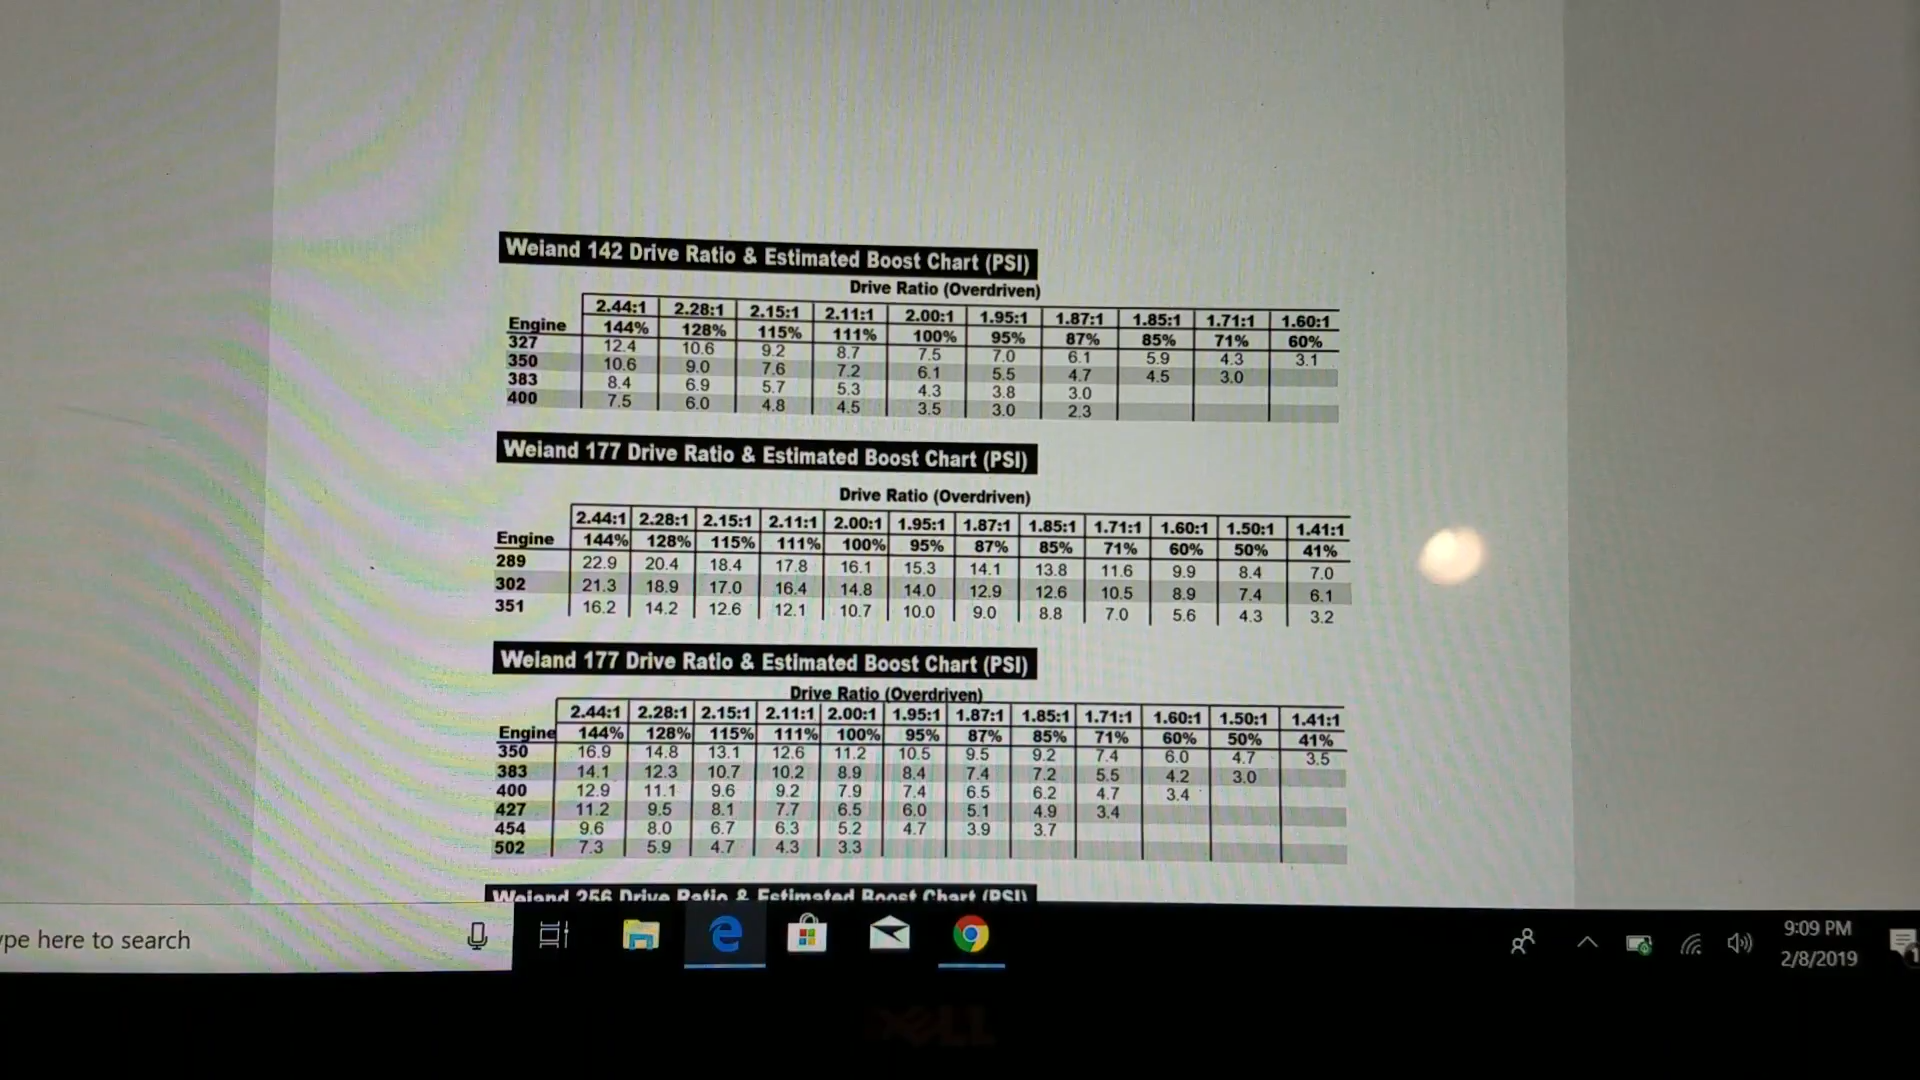 Weiand 142 Drive Ratio & Estimated Boost Chart (PSI)
Drive Ratio (Overdriven)
2.44:1 2.28:1 2.15:1 2.11:1 2.00:1 1.95:1 1.87:1 1.85:1 1.71:1 1.60:1
Engine 144% 128% 115% 111% 100% 95% 87% 85% 71% 60%
327 12.4 10.6 9.2 8.7 7.5 7.0 6.1 5.9 4.3 3.1
350 10.6 9.0 7.6 7.2 6.1 5.5 4.7 4.5 3.0
383 8.4 6.9 5.7 5.3 4.3 3.8 3.0
400 7.5 6.0 4.8 4.5 3.5 3.0 2.3
Weiand 177 Drive Ratio & Estimated Boost Chart (PSI)
Drive Ratio (Overdriven)
2.44:1 2.28:1 2.15:1 2.11:1 2.00:1 1.95:1 1.87:1 1.85:1 1.71:1 1.60:1 1.50:1 1.41:1
Engine 144% 128% 115% 111% 100% 95% 87% 85% 71% 60% 50% 41%
289 22.9 20.4 18.4 17.8 16.1 15.3 14.1 13.8 11.6 9.9 8.4 7.0
302 21.3 18.9 17.0 16.4 14.8 14.0 12.9 12.6 10.5 8.9 7.4 6.1
351 16.2 14.2 12.6 12.1 10.7 10.0 9.0 8.8 7.0 5.6 4.3 3.2
Weiand 177 Drive Ratio & Estimated Boost Chart (PSI)
Drive Ratio (Overdriven)
2.44:1 2.28:1 2.15:1 2.11:1 2.00:1 1.95:1 1.87:1 1.85:1 1.71:1 1.60:1 1.50:1 1.41:1
Engine 144% 128% 115% 111% 100% 95% 87% 85% 71% 60% 50% 41%
350 16.9 14.8 13.1 12.6 11.2 10.5 9.5 9.2 7.4 6.0 4.7 3.5
383 14.1 12.3 10.7 10.2 8.9 8.4 7.4 7.2 5.5 4.2 3.0
400 12.9 11.1 9.6 9.2 7.9 7.4 6.5 6.2 4.7 3.4
427 11.2 9.5 8.1 7.7 6.5 6.0 5.1 4.9 3.4
454 9.6 8.0 6.7 6.3 5.2 4.7 3.9 3.7
502 7.3 5.9 4.7 4.3 3.3
Weiand 256 Drive Ratio & Estimated Boost Chart (PSI)
ype here to search
9:09 PM
2/8/2019
1
DELL